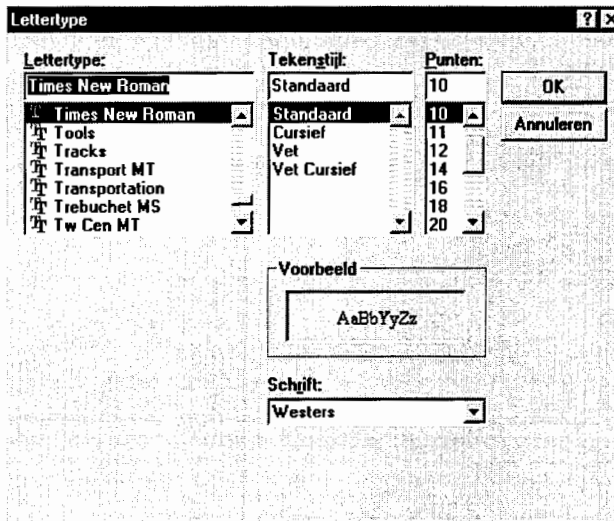 Lettertype
Lettertype:
Times New Roman
Times New Roman
Tools
Tracks
Transport MT
Transportation
Trebuchet MS
Tw Cen MT
Tekenstijl:
Standaard
Standaard
Cursief
Vet
Vet Cursief
Punten:
10
10
11
12
14
16
18
20
OK
Annuleren
Voorbeeld
AaBbYyZz
Schrift:
Westers